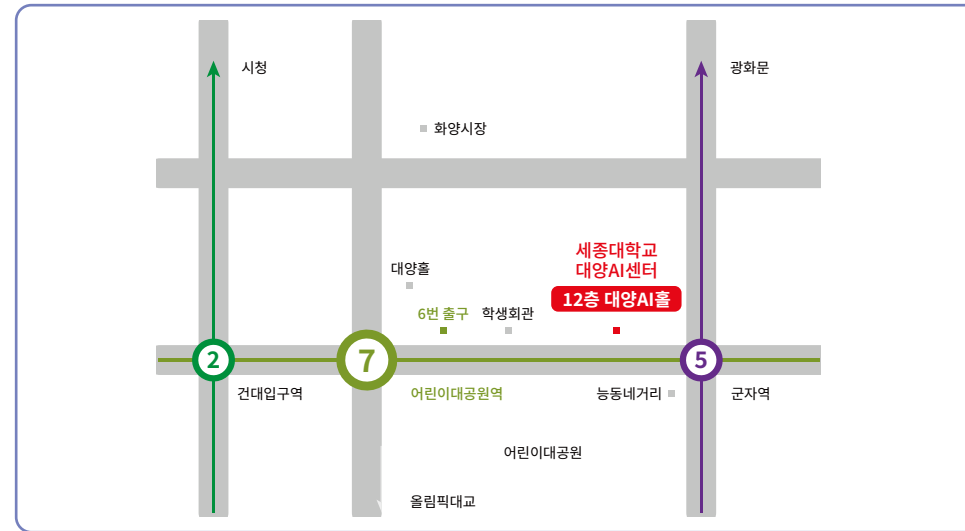 시청
광화문
화양시장
세종대학교
대양AI센터
대양홀
12층 대양AI홀
6번 출구
학생회관
2
7
5
건대입구역
어린이대공원역
능동네거리
군자역
어린이대공원
올림픽대교